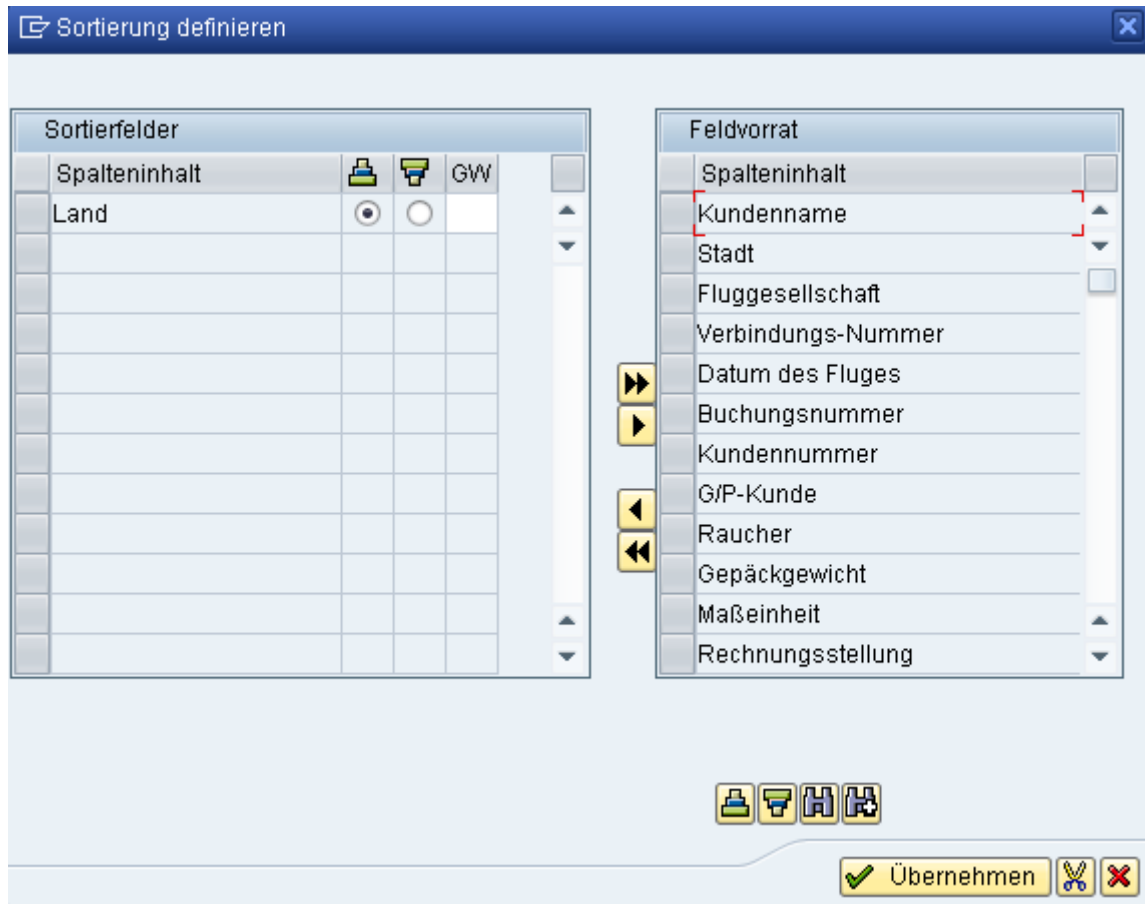 Sortierung definieren
Sortierfelder
Spalteninhalt GW
Land
Feldvorrat
Spalteninhalt
Kundenname
Stadt
Fluggesellschaft
Verbindungs-Nummer
Datum des Fluges
Buchungsnummer
Kundennummer
G/P-Kunde
Raucher
Gepäckgewicht
Maßeinheit
Rechnungsstellung
Übernehmen